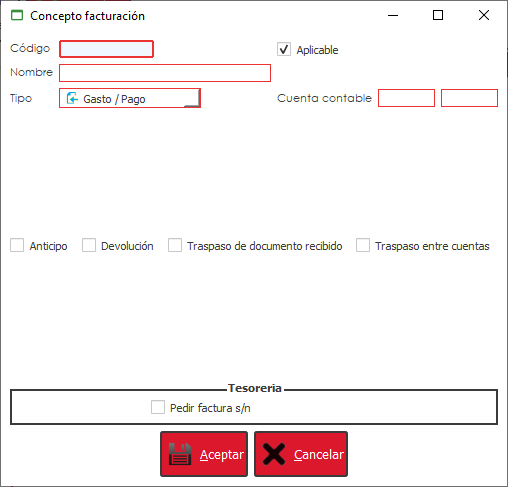 Concepto facturación
Código
Aplicable
Nombre
Tipo Gasto / Pago Cuenta contable
Anticipo Devolución Traspaso de documento recibido Traspaso entre cuentas
Tesoreria
Pedir factura s/n
Aceptar Cancelar